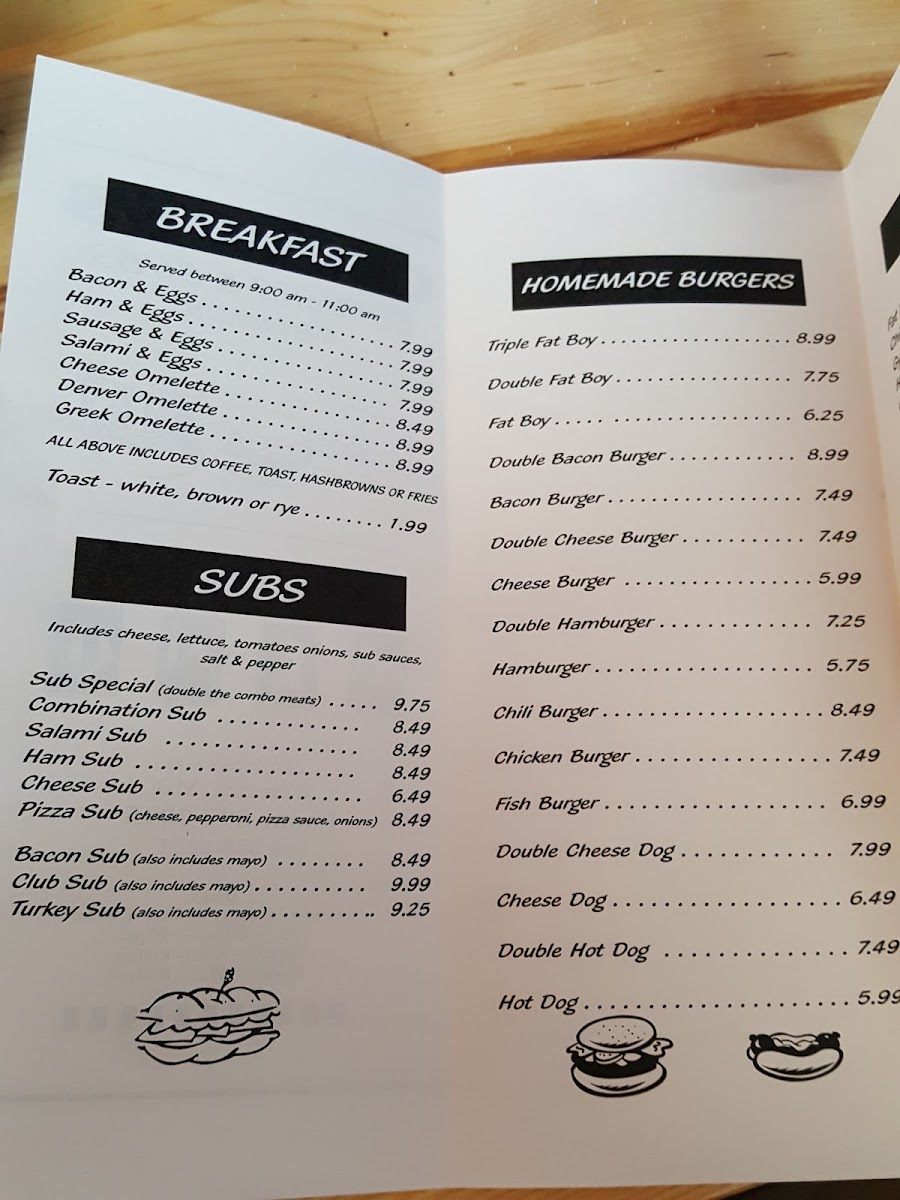 BREAKFAST
Served between 9:00 am - 11:00 am
Bacon & Eggs . . . . . . . . . . . . . . . . . 7.99
Ham & Eggs . . . . . . . . . . . . . . . . . . 7.99
Sausage & Eggs . . . . . . . . . . . . . . . 7.99
Salami & Eggs . . . . . . . . . . . . . . . . 7.99
Cheese Omelette . . . . . . . . . . . . . . 8.49
Denver Omelette . . . . . . . . . . . . . . 8.99
Greek Omelette . . . . . . . . . . . . . . . 8.99
ALL ABOVE INCLUDES COFFEE, TOAST, HASHBROWNS OR FRIES
Toast - white, brown or rye . . . . . . . . 1.99
SUBS
Includes cheese, lettuce, tomatoes onions, sub sauces,
salt & pepper
Sub Special (double the combo meats) . . . . . 9.75
Combination Sub . . . . . . . . . . . . . 8.49
Salami Sub . . . . . . . . . . . . . . . . . 8.49
Ham Sub . . . . . . . . . . . . . . . . . . . 8.49
Cheese Sub . . . . . . . . . . . . . . . . . . 6.49
Pizza Sub (cheese, pepperoni, pizza sauce, onions) 8.49
Bacon Sub (also includes mayo) . . . . . . . . 8.49
Club Sub (also includes mayo) . . . . . . . . . . 9.99
Turkey Sub (also includes mayo) . . . . . . . . . .. 9.25
HOMEMADE BURGERS
Triple Fat Boy . . . . . . . . . . . . . . . . . . . 8.99
Double Fat Boy . . . . . . . . . . . . . . . . . 7.75
Fat Boy . . . . . . . . . . . . . . . . . . . . . . 6.25
Double Bacon Burger . . . . . . . . . . . . 8.99
Bacon Burger . . . . . . . . . . . . . . . . . . 7.49
Double Cheese Burger . . . . . . . . . . . 7.49
Cheese Burger . . . . . . . . . . . . . . . . . 5.99
Double Hamburger . . . . . . . . . . . . . 7.25
Hamburger . . . . . . . . . . . . . . . . . . . 5.75
Chili Burger . . . . . . . . . . . . . . . . . . . 8.49
Chicken Burger . . . . . . . . . . . . . . . . 7.49
Fish Burger . . . . . . . . . . . . . . . . . . 6.99
Double Cheese Dog . . . . . . . . . . . . 7.99
Cheese Dog . . . . . . . . . . . . . . . . . . 6.49
Double Hot Dog . . . . . . . . . . . . . . . 7.49
Hot Dog . . . . . . . . . . . . . . . . . . . . . 5.99